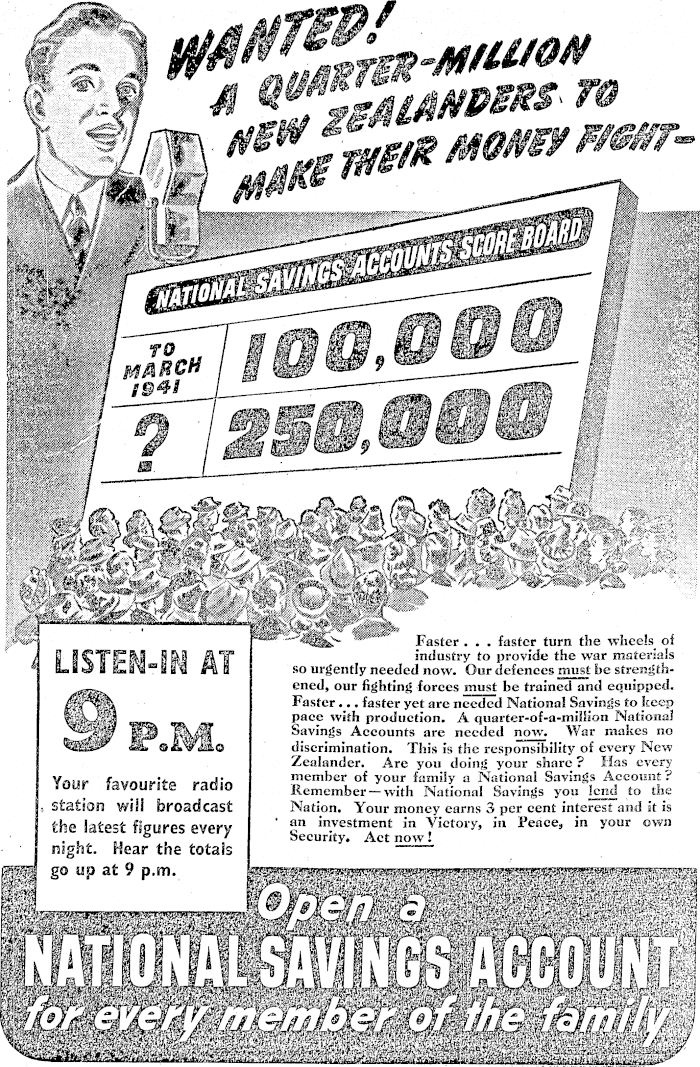 WANTED!
A QUARTER-MILLION
NEW ZEALANDERS TO
MAKE THEIR MONEY FIGHT-
NATIONAL SAVINGS ACCOUNTS SCORE BOARD
TO
MARCH
1941
100,000
?
250,000
LISTEN-IN AT
9 P.M.
Your favourite radio
station will broadcast
the latest figures every
night. Hear the totals
go up at 9 p.m.
Faster . . . faster turn the wheels of
industry to provide the war materials
so urgently needed now. Our defences must be strength-
ened, our fighting forces must be trained and equipped.
Faster . . . faster yet are needed National Savings to keep
pace with production. A quarter-of-a-million National
Savings Accounts are needed now. War makes no
discrimination. This is the responsibility of every New
Zealander. Are you doing your share? Has every
member of your family a National Savings Account?
Remember—with National Savings you lend to the
Nation. Your money earns 3 per cent interest and it is
an investment in Victory, in Peace, in your own
Security. Act now!
Open a
NATIONAL SAVINGS ACCOUNT
for every member of the family